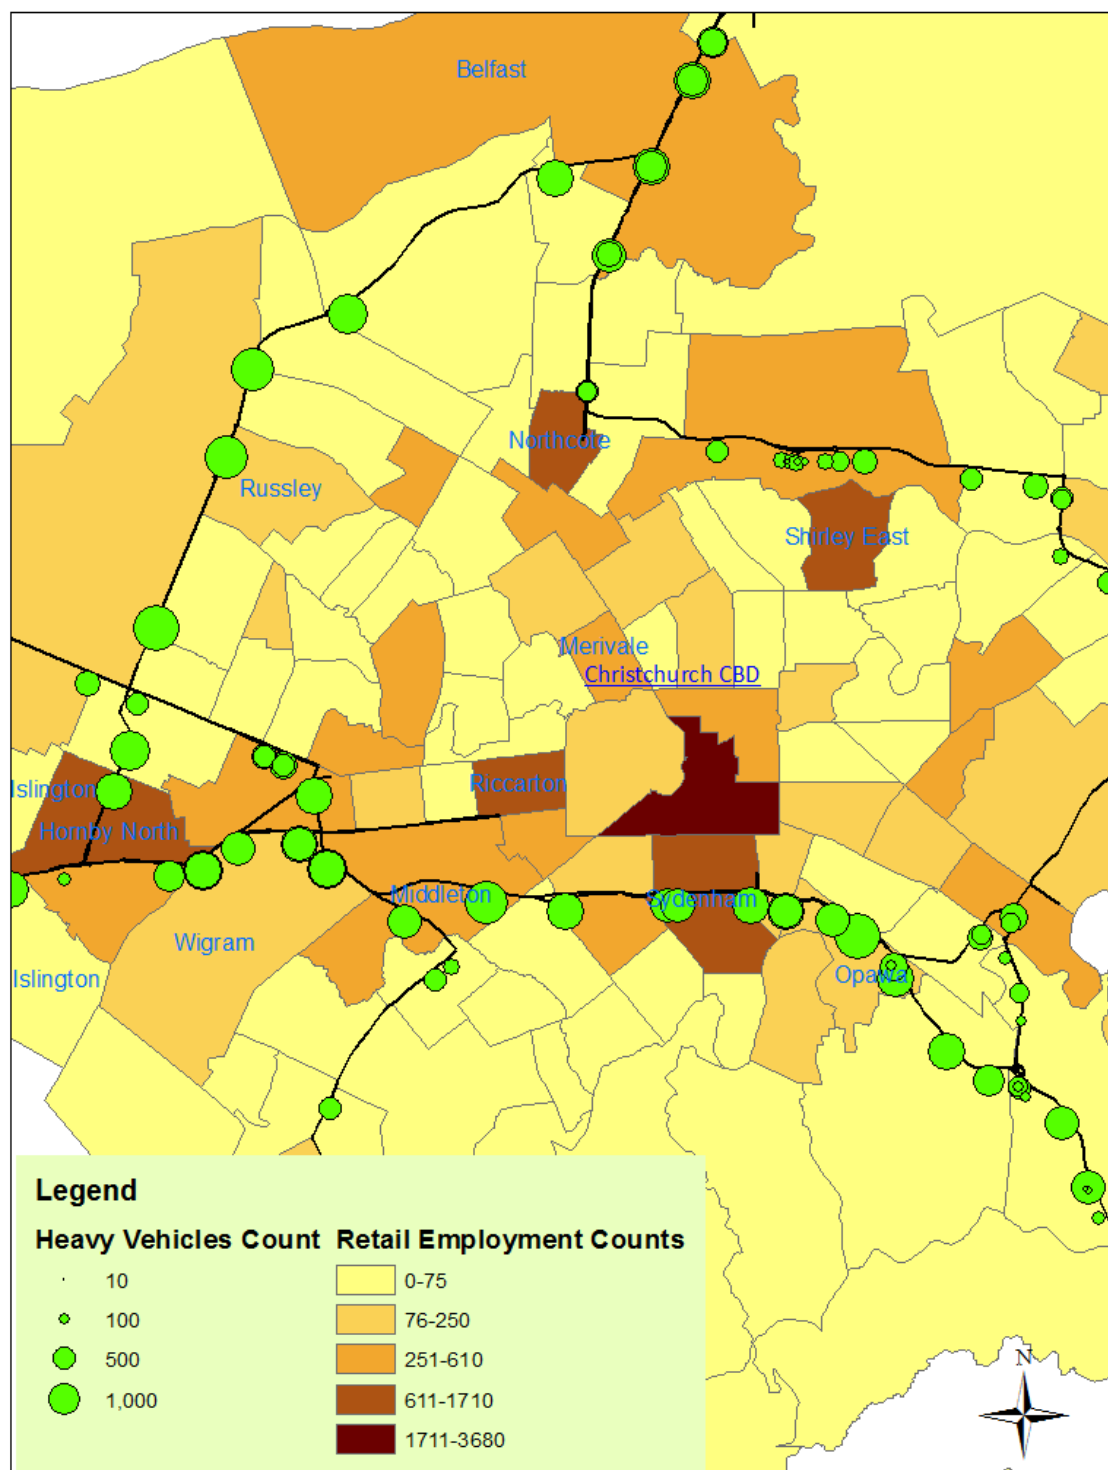 Belfast
Northcote
Russley
Shirley East
Merivale
Christchurch CBD
Riccarton
Islington
Hornby North
Middleton
Sydenham
Wigram
Islington
Opawa
Legend
Heavy Vehicles Count
10
100
500
1,000
Retail Employment Counts
0-75
76-250
251-610
611-1710
1711-3680
N